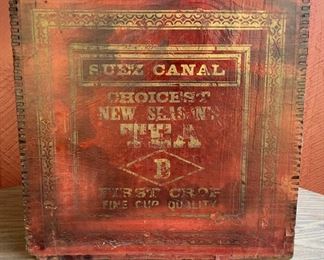 SUEZ CANAL
CHOICEST
NEW SEASON'S
TEA
FIRST CROP
FINE CUP QUALITY